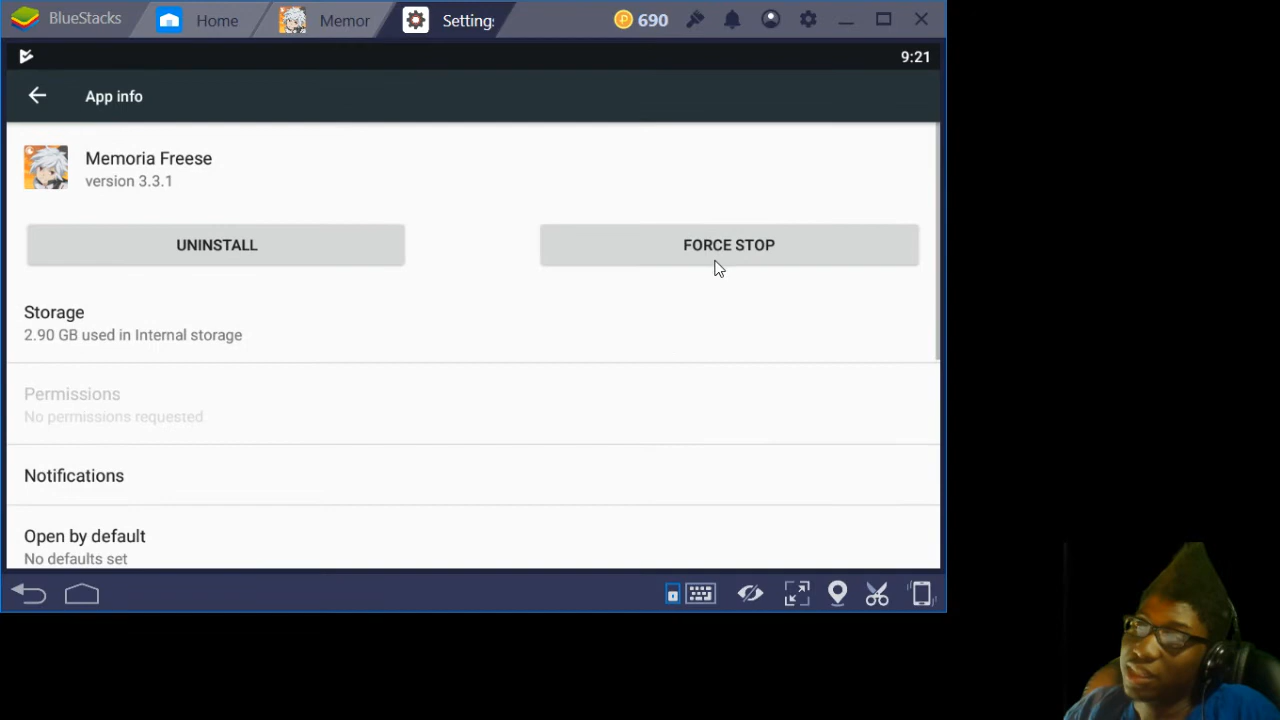 BlueStacks
Home
Memor
Setting
690
9:21
App info
Memoria Freese
version 3.3.1
UNINSTALL
FORCE STOP
Storage
2.90 GB used in Internal storage
Permissions
No permissions requested
Notifications
Open by default
No defaults set